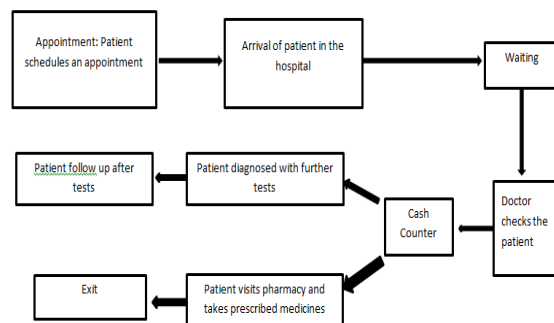 Appointment: Patient
schedules an appointment
Arrival of patient in the
hospital
Waiting
Doctor
checks the
patient
Cash
Counter
Patient diagnosed with further
tests
Patient follow up after
tests
Patient visits pharmacy and
takes prescribed medicines
Exit